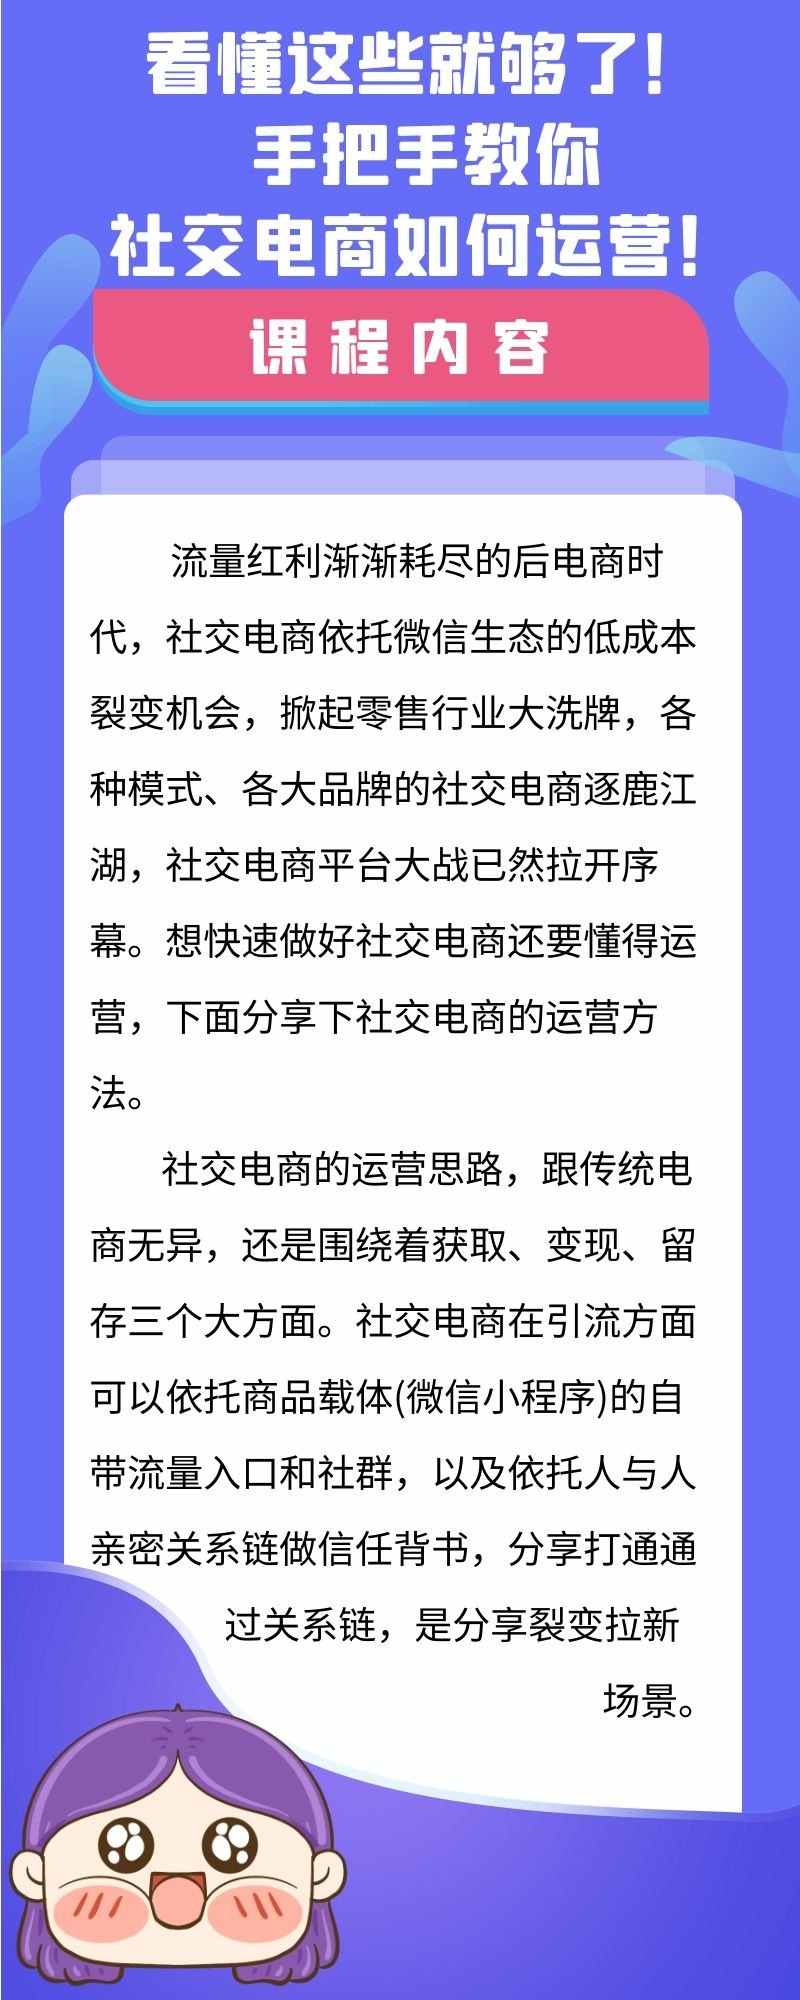 看懂这些就够了!
手把手教你
社交电商如何运营!
课程内容
流量红利渐渐耗尽的后电商时
代，社交电商依托微信生态的低成本
裂变机会，掀起零售行业大洗牌，各
种模式、各大品牌的社交电商逐鹿江
湖，社交电商平台大战已然拉开序
幕。想快速做好社交电商还要懂得运
营，下面分享下社交电商的运营方
法。
社交电商的运营思路，跟传统电
商无异，还是围绕着获取、变现、留
存三个大方面。社交电商在引流方面
可以依托商品载体(微信小程序)的自
带流量入口和社群，以及依托人与人
亲密关系链做信任背书，分享打通通
过关系链，是分享裂变拉新
场景。